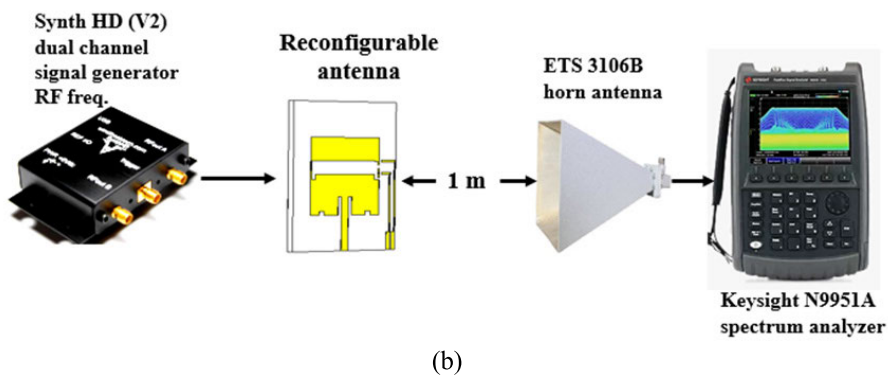 Synth HD (V2)
dual channel
signal generator
RF freq.
Reconfigurable
antenna
1 m
ETS 3106B
horn antenna
Keysight N9951A
spectrum analyzer
(b)